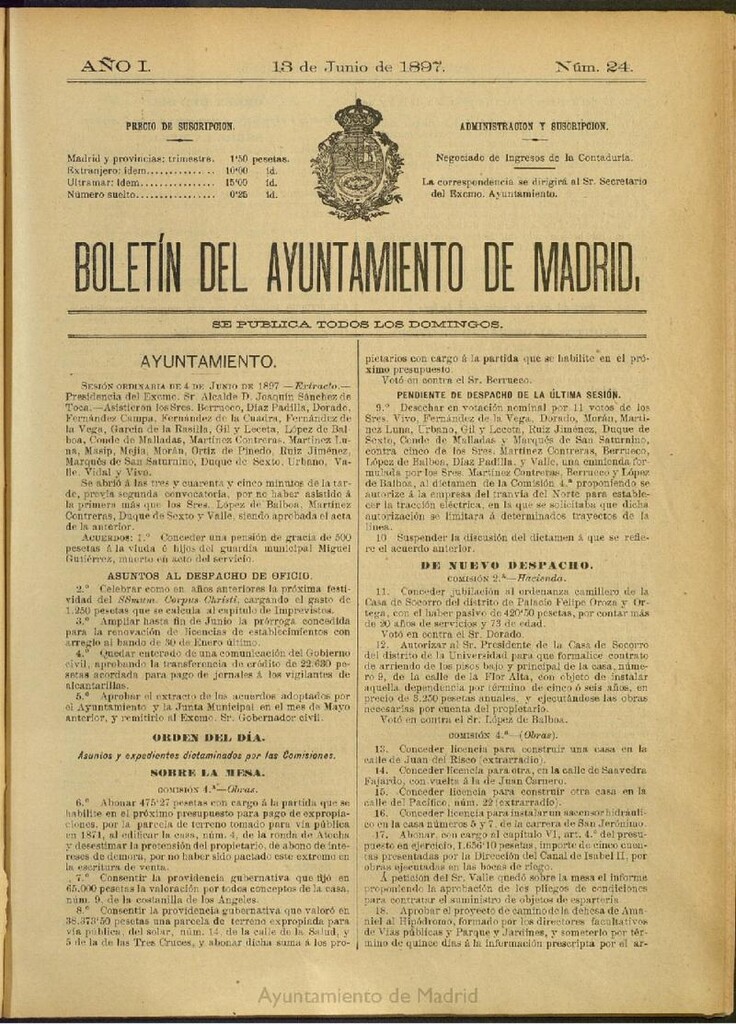 AÑO I.
13 de Junio de 1897.
Núm. 24.
PRECIO DE SUSCRIPCION.
Madrid y provincias: trimestre. 1'50 pesetas.
Extranjero: idem............... 10'00 id.
Ultramar: idem................. 15'00 id.
Número suelto.................. 0'25 id.
ADMINISTRACION Y SUSCRIPCION.
Negociado de Ingresos de la Contaduría.
La correspondencia se dirigirá al Sr. Secretario
del Excmo. Ayuntamiento.
BOLETÍN DEL AYUNTAMIENTO DE MADRID.
SE PUBLICA TODOS LOS DOMINGOS.
AYUNTAMIENTO.
SESIÓN ORDINARIA DE 4 DE JUNIO DE 1897—Extracto.—
Presidencia del Excmo. Sr. Alcalde D. Joaquín Sánchez de
Toca.—Asistieron los Sres. Berrueco, Díaz Padilla, Dorado,
Fernández Campa, Fernández de la Cuadra, Fernández de
la Vega, García de la Rasilla, Gil y Leceta, López de Bal-
boa, Conde de Malladas, Martínez Contreras, Martínez Lu-
na, Masip, Mejía, Morán, Ortiz de Pinedo, Ruiz Jiménez,
Marqués de San Saturnino, Duque de Sexto, Urbano, Va-
lle, Vidal y Vivo.
Se abrió á las tres y cuarenta y cinco minutos de la tar-
de, previa segunda convocatoria, por no haber asistido á
la primera más que los Sres. López de Balboa, Martínez
Contreras, Duque de Sexto y Valle, siendo aprobada el acta
de la anterior.
ACUERDOS: 1.º Conceder una pensión de gracia de 500
pesetas á la viuda é hijos del guardia municipal Miguel
Gutiérrez, muerto en acto del servicio.
ASUNTOS AL DESPACHO DE OFICIO.
2.º Celebrar como en años anteriores la próxima festi-
vidad del SSmum. Corpus Christi, cargando el gasto de
1.250 pesetas que se calcula al capítulo de Imprevistos.
3.º Ampliar hasta fin de Junio la prórroga concedida
para la renovación de licencias de establecimientos con
arreglo al bando de 30 de Enero último.
4.º Quedar enterado de una comunicación del Gobierno
civil, aprobando la transferencia de crédito de 22.630 pe-
setas acordada para pago de jornales á los vigilantes de
alcantarillas.
5.º Aprobar el extracto de los acuerdos adoptados por
el Ayuntamiento y la Junta Municipal en el mes de Mayo
anterior, y remitirlo al Excmo. Sr. Gobernador civil.
ORDEN DEL DÍA.
Asuntos y expedientes dictaminados por las Comisiones.
SOBRE LA MESA.
COMISIÓN 4.ª—Obras.
6.º Abonar 475'27 pesetas con cargo á la partida que se
habilite en el próximo presupuesto para pago de expropia-
ciones, por la parcela de terreno tomado para vía pública
en 1871, al edificar la casa, núm. 4, de la ronda de Atocha
y desestimar la pretensión del propietario, de abono de in-
tereses de demora, por no haber sido pactado este extremo en
la escritura de venta.
7.º Consentir la providencia gubernativa que fijó en
65.000 pesetas la valoración por todos conceptos de la casa,
núm. 9, de la costanilla de los Angeles.
8.º Consentir la providencia gubernativa que valoró en
38.373'50 pesetas una parcela de terreno expropiada para
vía pública, del solar, núm. 14, de la calle de la Salud, y
5 de la de las Tres Cruces, y abonar dicha suma á los pro-
pietarios con cargo á la partida que se habilite en el pró-
ximo presupuesto.
Votó en contra el Sr. Berrueco.
PENDIENTE DE DESPACHO DE LA ÚLTIMA SESIÓN.
9.º Desechar en votación nominal por 11 votos de los
Sres. Vivo, Fernández de la Vega, Dorado, Morán, Martí-
nez Luna, Urbano, Gil y Leceta, Ruiz Jiménez, Duque de
Sexto, Conde de Malladas y Marqués de San Saturnino,
contra cinco de los Sres. Martínez Contreras, Berrueco,
López de Balboa, Díaz Padilla, y Valle, una enmienda for-
mulada por los Sres. Martínez Contreras, Berrueco y López
de Balboa, al dictamen de la Comisión 4.ª proponiendo se
autorice á la empresa del tranvía del Norte para estable-
cer la tracción eléctrica, en la que se solicitaba que dicha
autorización se limitara á determinados trayectos de la
línea.
10 Suspender la discusión del dictamen á que se refie-
re el acuerdo anterior.
DE NUEVO DESPACHO.
COMISIÓN 2.ª—Hacienda.
11. Conceder jubilación al ordenanza camillero de la
Casa de Socorro del distrito de Palacio Felipe Oroza y Or-
tega, con el haber pasivo de 420'50 pesetas, por contar más
de 20 años de servicios y 73 de edad.
Votó en contra el Sr. Dorado.
12. Autorizar al Sr. Presidente de la Casa de Socorro
del distrito de la Universidad para que formalice contrato
de arriendo de los pisos bajo y principal de la casa, núme-
ro 9, de la calle de la Flor Alta, con objeto de instalar
aquella dependencia por término de cinco ó seis años, en
precio de 3.250 pesetas anuales, y ejecutándose las obras
necesarias por cuenta del propietario.
Votó en contra el Sr. López de Balboa.
COMISIÓN 4.ª—(Obras).
13. Conceder licencia para construir una casa en la
calle de Juan del Risco (extrarradio).
14. Conceder licencia para otra, en la calle de Saavedra
Fajardo, con vuelta á la de Juan Carnero.
15. Conceder licencia para construir otra casa en la
calle del Pacífico, núm. 22 (extrarradio).
16. Conceder licencia para instalar un ascensor hidráuli-
co en la casa números 5 y 7, de la carrera de San Jerónimo.
17. Abonar, con cargo al capítulo VI, art. 4.º del presu-
puesto en ejercicio, 1.656'10 pesetas, importe de cinco cuen-
tas presentadas por la Dirección del Canal de Isabel II, por
obras ejecutadas en las bocas de riego.
Á petición del Sr. Valle quedó sobre la mesa el informe
proponiendo la aprobación de los pliegos de condiciones
para contratar el suministro de objetos de espartería.
18. Aprobar el proyecto de camino de la dehesa de Ama-
niel al Hipódromo, formado por los directores facultativos
de Vías públicas y Parque y Jardines, y someterlo por tér-
mino de quince días á la información prescripta por el ar-
Ayuntamiento de Madrid